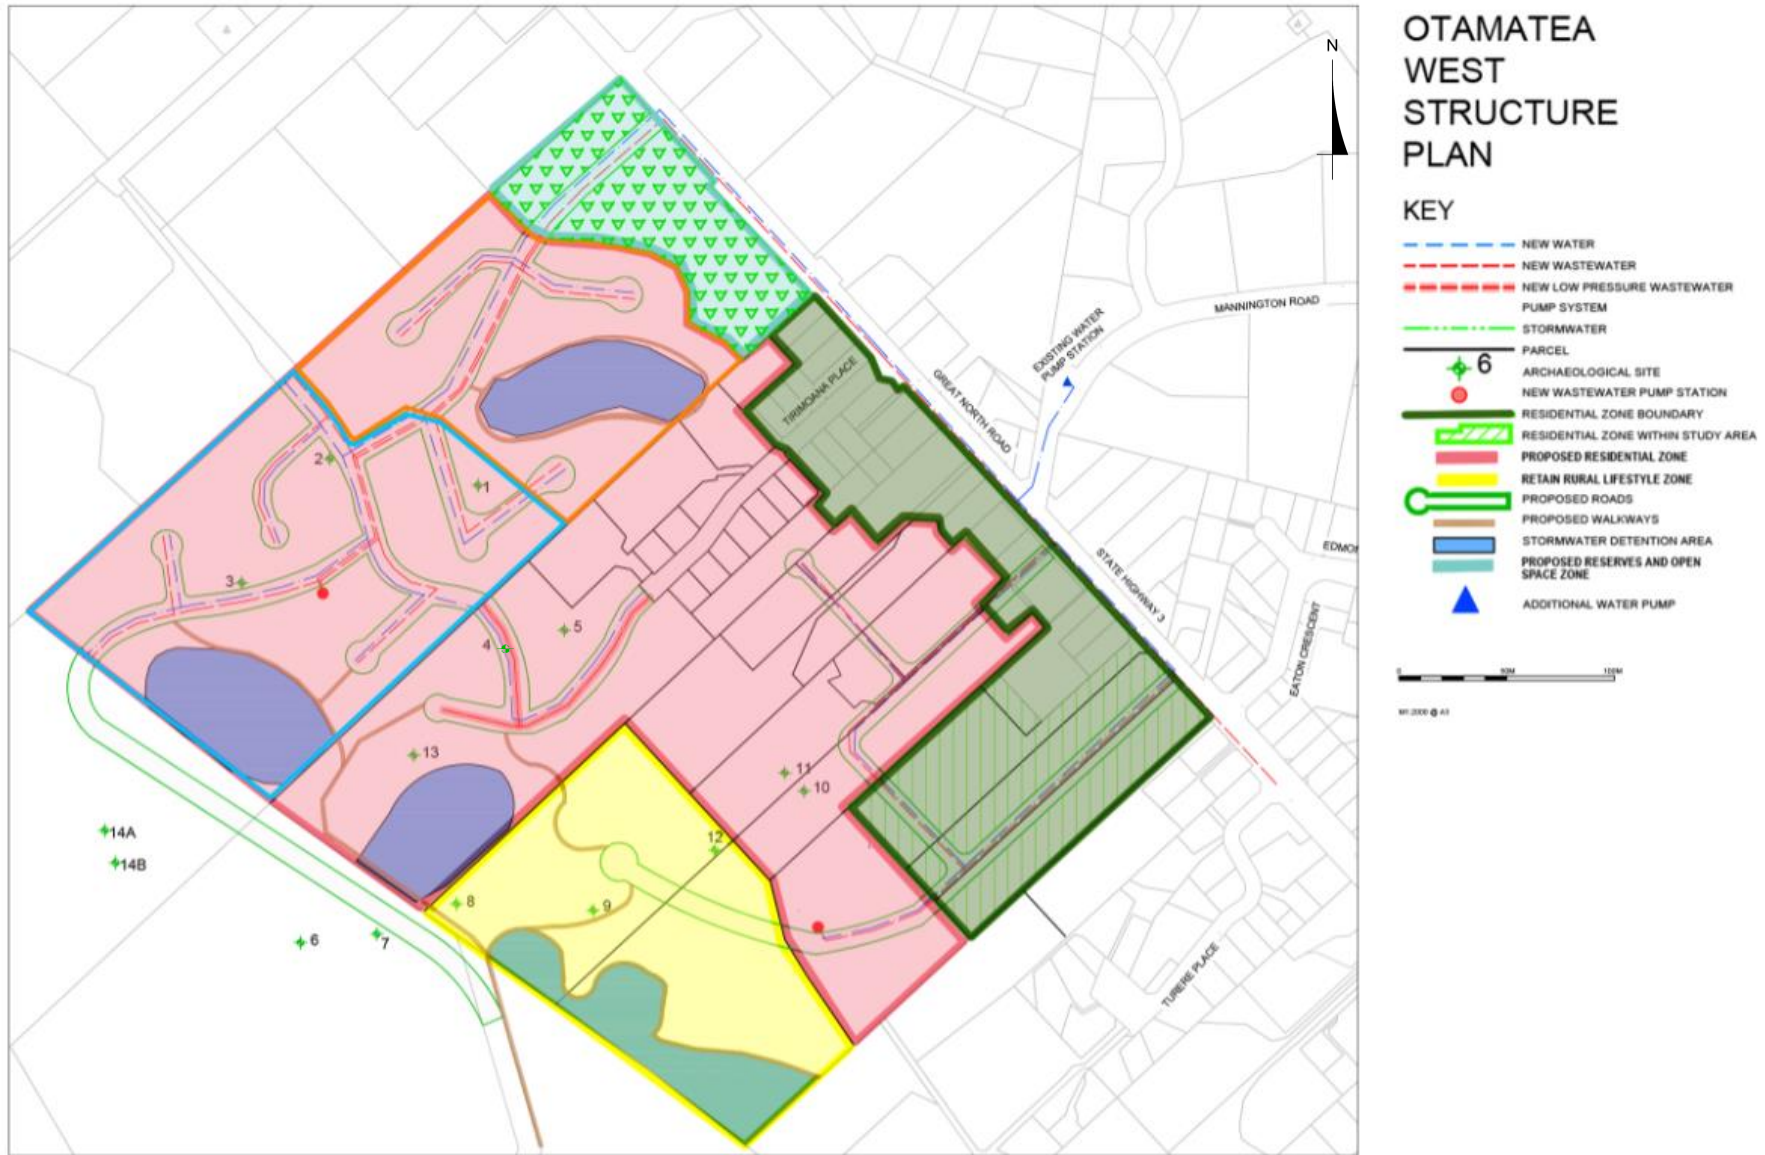 OTAMATEA
WEST
STRUCTURE
PLAN
KEY
NEW WATER
NEW WASTEWATER
NEW LOW PRESSURE WASTEWATER
PUMP SYSTEM
STORMWATER
PARCEL
6
ARCHAEOLOGICAL SITE
NEW WASTEWATER PUMP STATION
RESIDENTIAL ZONE BOUNDARY
RESIDENTIAL ZONE WITHIN STUDY AREA
PROPOSED RESIDENTIAL ZONE
RETAIN RURAL LIFESTYLE ZONE
PROPOSED ROADS
PROPOSED WALKWAYS
STORMWATER DETENTION AREA
PROPOSED RESERVES AND OPEN
SPACE ZONE
ADDITIONAL WATER PUMP
0 50M 100M
N
MANNINGTON ROAD
EXISTING WATER
PUMP STATION
GREAT NORTH ROAD
TIRIMOANA PLACE
STATE HIGHWAY 3
EATON CRESCENT
TURERE PLACE
1
2
3
4
5
13
11
10
12
8
9
14A
14B
6
7